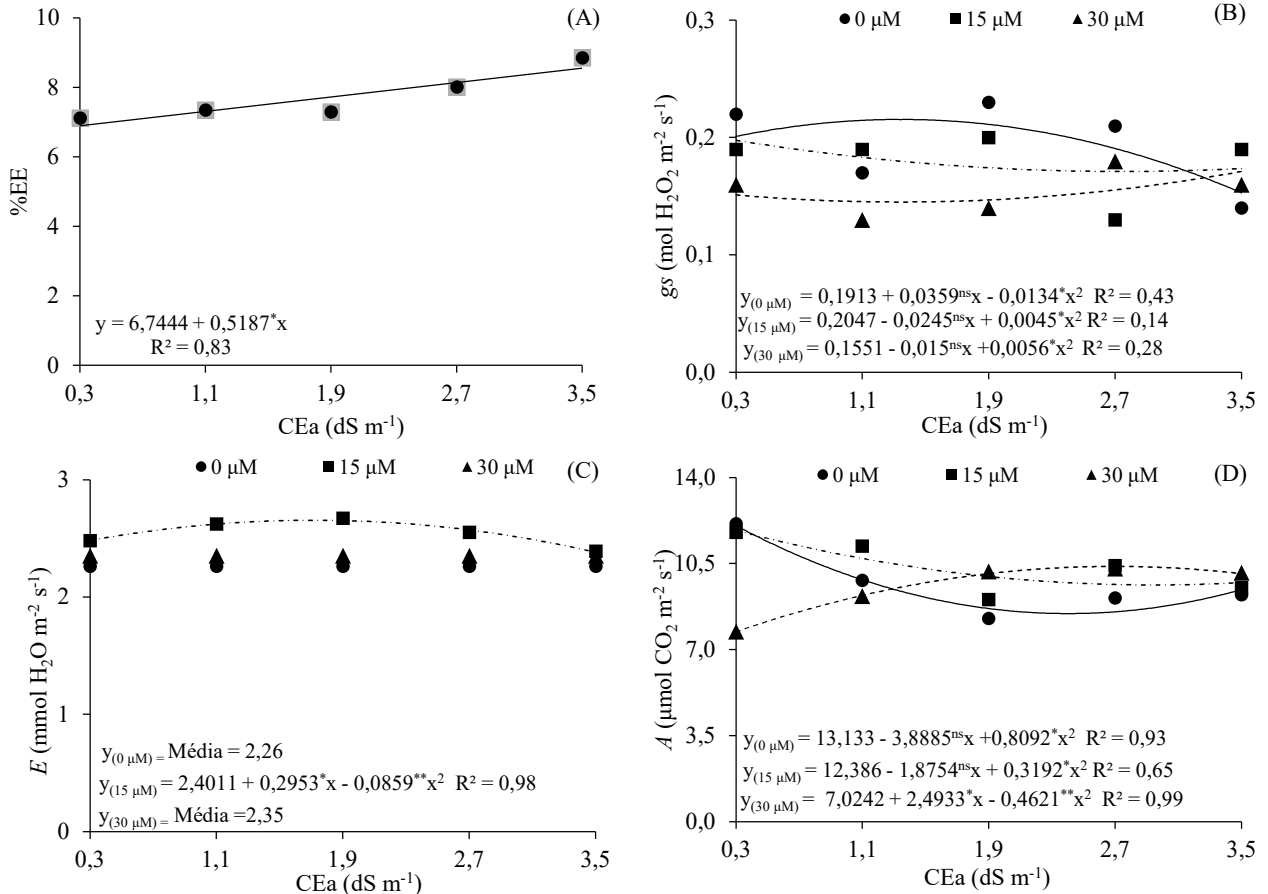 (A)
10
8
6
4
2
0
%EE
y = 6,7444 + 0,5187*x
R² = 0,83
0,3 1,1 1,9 2,7 3,5
CEa (dS m⁻¹)
(B)
0 µM 15 µM 30 µM
0,3
0,2
0,1
0,0
gs (mol H₂O₂ m⁻² s⁻¹)
y(0 µM) = 0,1913 + 0,0359ⁿˢx - 0,0134*x² R² = 0,43
y(15 µM) = 0,2047 - 0,0245ⁿˢx + 0,0045*x² R² = 0,14
y(30 µM) = 0,1551 - 0,015ⁿˢx +0,0056*x² R² = 0,28
0,3 1,1 1,9 2,7 3,5
CEa (dS m⁻¹)
(C)
0 µM 15 µM 30 µM
3
2
1
0
E (mmol H₂O m⁻² s⁻¹)
y(0 µM) = Média = 2,26
y(15 µM) = 2,4011 + 0,2953*x - 0,0859**x² R² = 0,98
y(30 µM) = Média =2,35
0,3 1,1 1,9 2,7 3,5
CEa (dS m⁻¹)
(D)
0 µM 15 µM 30 µM
14,0
10,5
7,0
3,5
0,0
A (µmol CO₂ m⁻² s⁻¹)
y(0 µM) = 13,133 - 3,8885ⁿˢx +0,8092*x² R² = 0,93
y(15 µM) = 12,386 - 1,8754ⁿˢx + 0,3192*x² R² = 0,65
y(30 µM) = 7,0242 + 2,4933*x - 0,4621**x² R² = 0,99
0,3 1,1 1,9 2,7 3,5
CEa (dS m⁻¹)